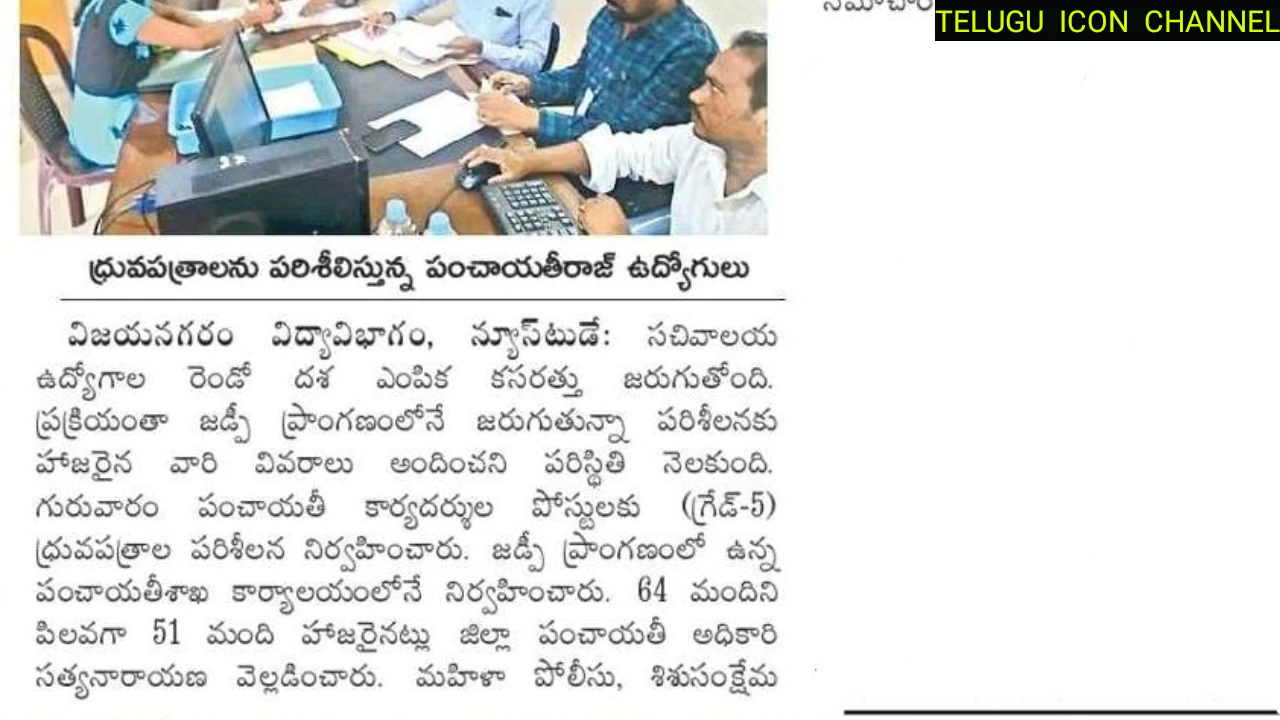 TELUGU ICON CHANNEL
ధ్రువపత్రాలను పరిశీలిస్తున్న పంచాయతీరాజ్ ఉద్యోగులు
విజయనగరం విద్యావిభాగం, న్యూస్‌టుడే: సచివాలయ
ఉద్యోగాల రెండో దశ ఎంపిక కసరత్తు జరుగుతోంది.
ప్రక్రియంతా జడ్పీ ప్రాంగణంలోనే జరుగుతున్నా పరిశీలనకు
హాజరైన వారి వివరాలు అందించని పరిస్థితి నెలకుంది.
గురువారం పంచాయతీ కార్యదర్శుల పోస్టులకు (గ్రేడ్-5)
ధ్రువపత్రాల పరిశీలన నిర్వహించారు. జడ్పీ ప్రాంగణంలో ఉన్న
పంచాయతీశాఖ కార్యాలయంలోనే నిర్వహించారు. 64 మందిని
పిలవగా 51 మంది హాజరైనట్లు జిల్లా పంచాయతీ అధికారి
సత్యనారాయణ వెల్లడించారు. మహిళా పోలీసు, శిశుసంక్షేమ